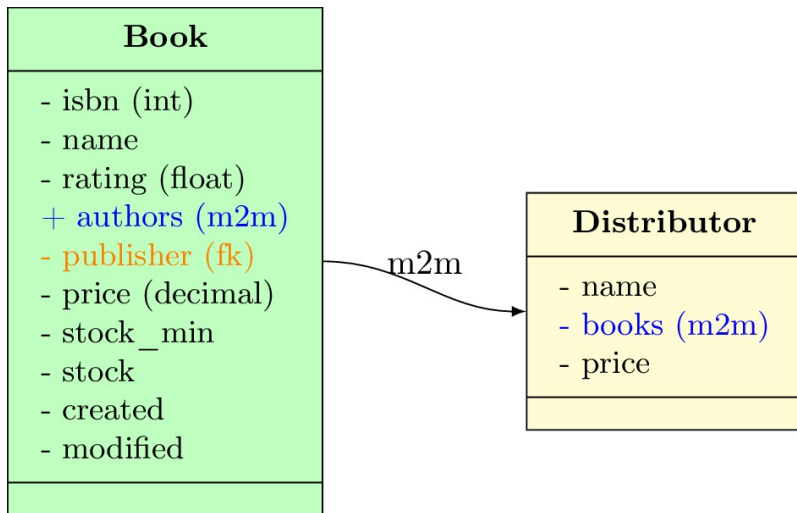 Book
- isbn (int)
- name
- rating (float)
+ authors (m2m)
- publisher (fk)
- price (decimal)
- stock_min
- stock
- created
- modified
m2m
Distributor
- name
- books (m2m)
- price